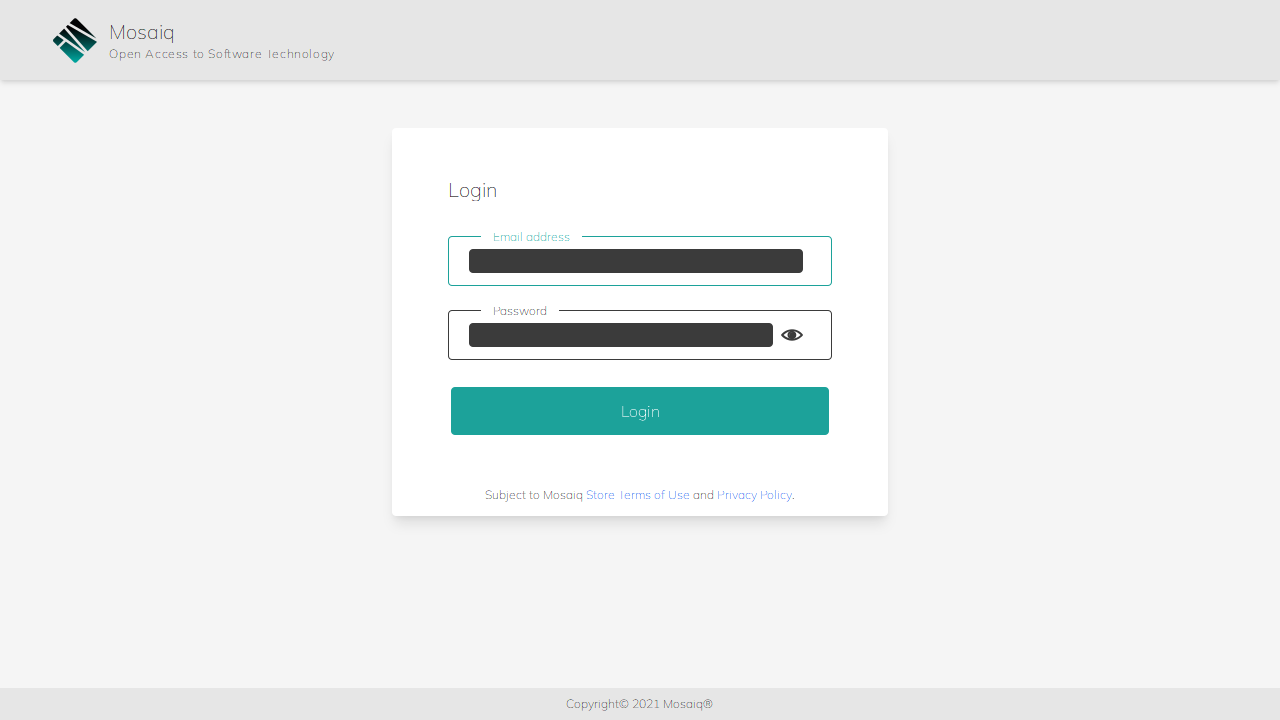 Mosaiq
Open Access to Software Technology
Login
Email address
Password
Login
Subject to Mosaiq Store Terms of Use and Privacy Policy.
Copyright© 2021 Mosaiq®